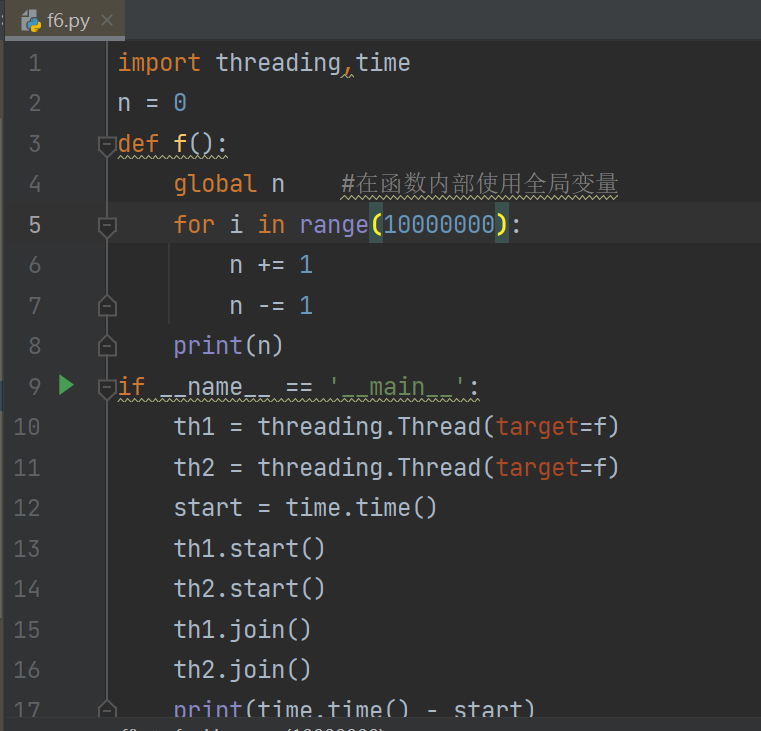 f6.py
1 import threading,time
2 n = 0
3 def f():
4 global n #在函数内部使用全局变量
5 for i in range(10000000):
6 n += 1
7 n -= 1
8 print(n)
9 if __name__ == '__main__':
10 th1 = threading.Thread(target=f)
11 th2 = threading.Thread(target=f)
12 start = time.time()
13 th1.start()
14 th2.start()
15 th1.join()
16 th2.join()
17 print(time.time() - start)